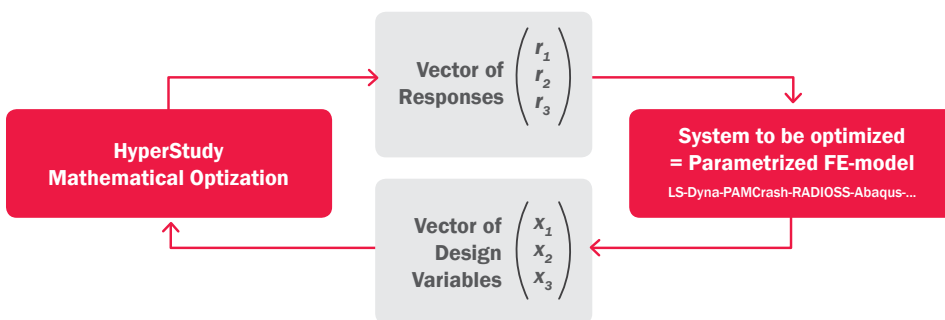 Vector of
Responses
r1
r2
r3
HyperStudy
Mathematical Optization
System to be optimized
= Parametrized FE-model
LS-Dyna-PAMCrash-RADIOSS-Abaqus-...
Vector of
Design
Variables
x1
x2
x3